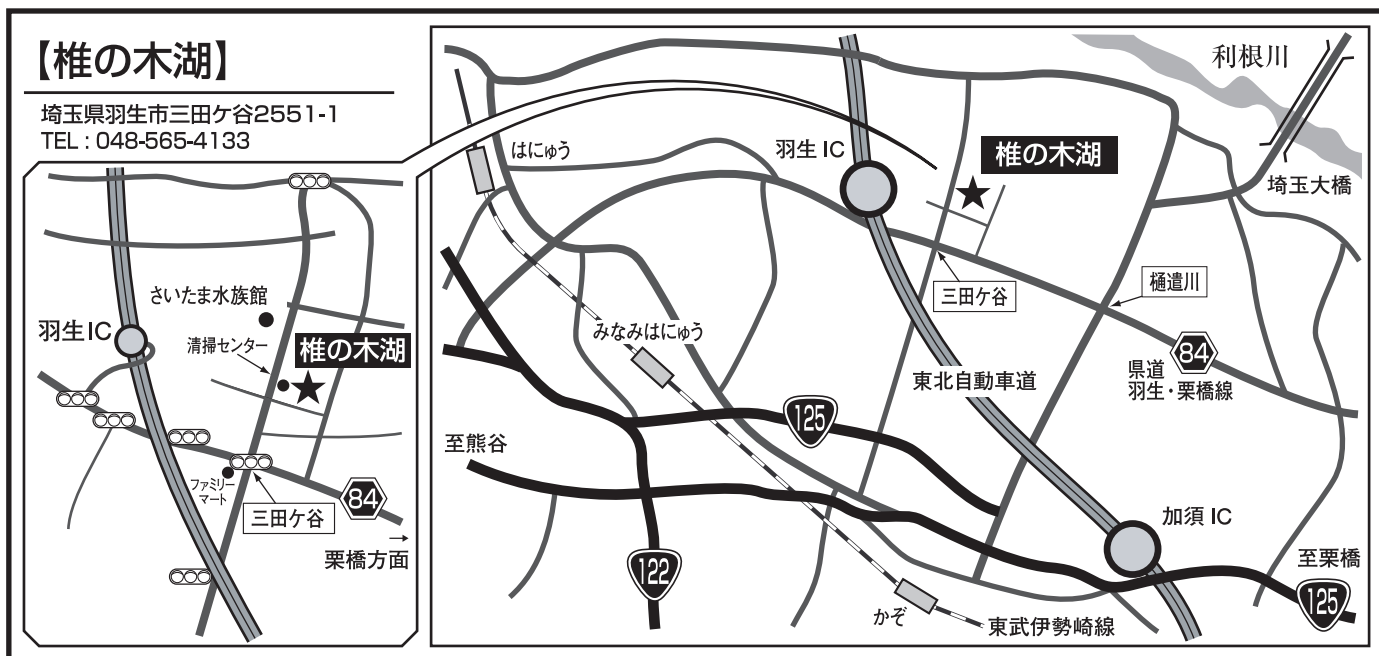 【椎の木湖】
埼玉県羽生市三田ケ谷2551-1
TEL : 048-565-4133
さいたま水族館
羽生IC
清掃センター
椎の木湖
ファミリー
マート
84
三田ケ谷
栗橋方面
利根川
はにゅう
羽生 IC
椎の木湖
埼玉大橋
三田ケ谷
樋遣川
みなみはにゅう
84
県道
羽生・栗橋線
東北自動車道
125
至熊谷
加須 IC
至栗橋
122
125
かぞ
東武伊勢崎線